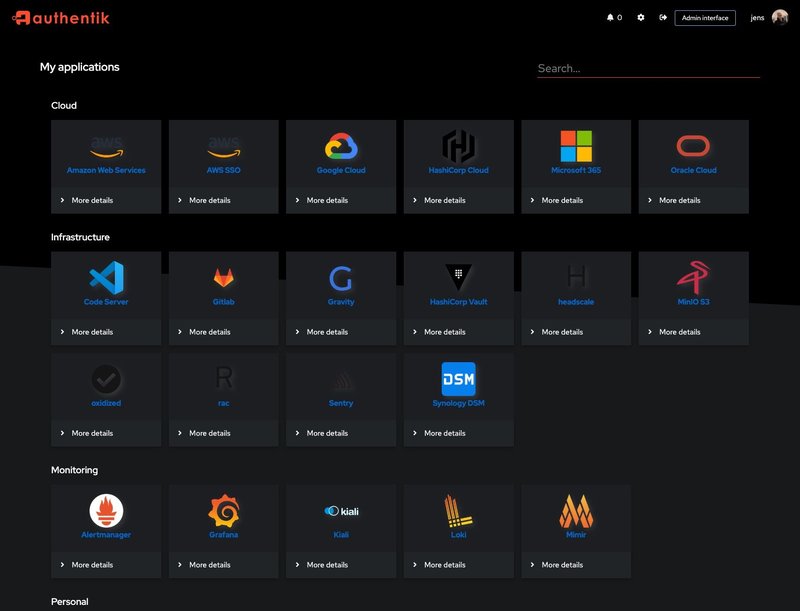 authentik
0
Admin interface
jens
My applications
Search...
Cloud
aws
Amazon Web Services
aws
AWS SSO
Google Cloud
HashiCorp Cloud
Microsoft 365
Oracle Cloud
More details
More details
More details
More details
More details
More details
Infrastructure
Code Server
Gitlab
G
Gravity
HashiCorp Vault
H
headscale
MinIO S3
More details
More details
More details
More details
More details
More details
oxidized
R
rac
Sentry
DSM
Synology DSM
More details
More details
More details
More details
Monitoring
Alertmanager
Grafana
kiali
Kiali
Loki
Mimir
More details
More details
More details
More details
More details
Personal